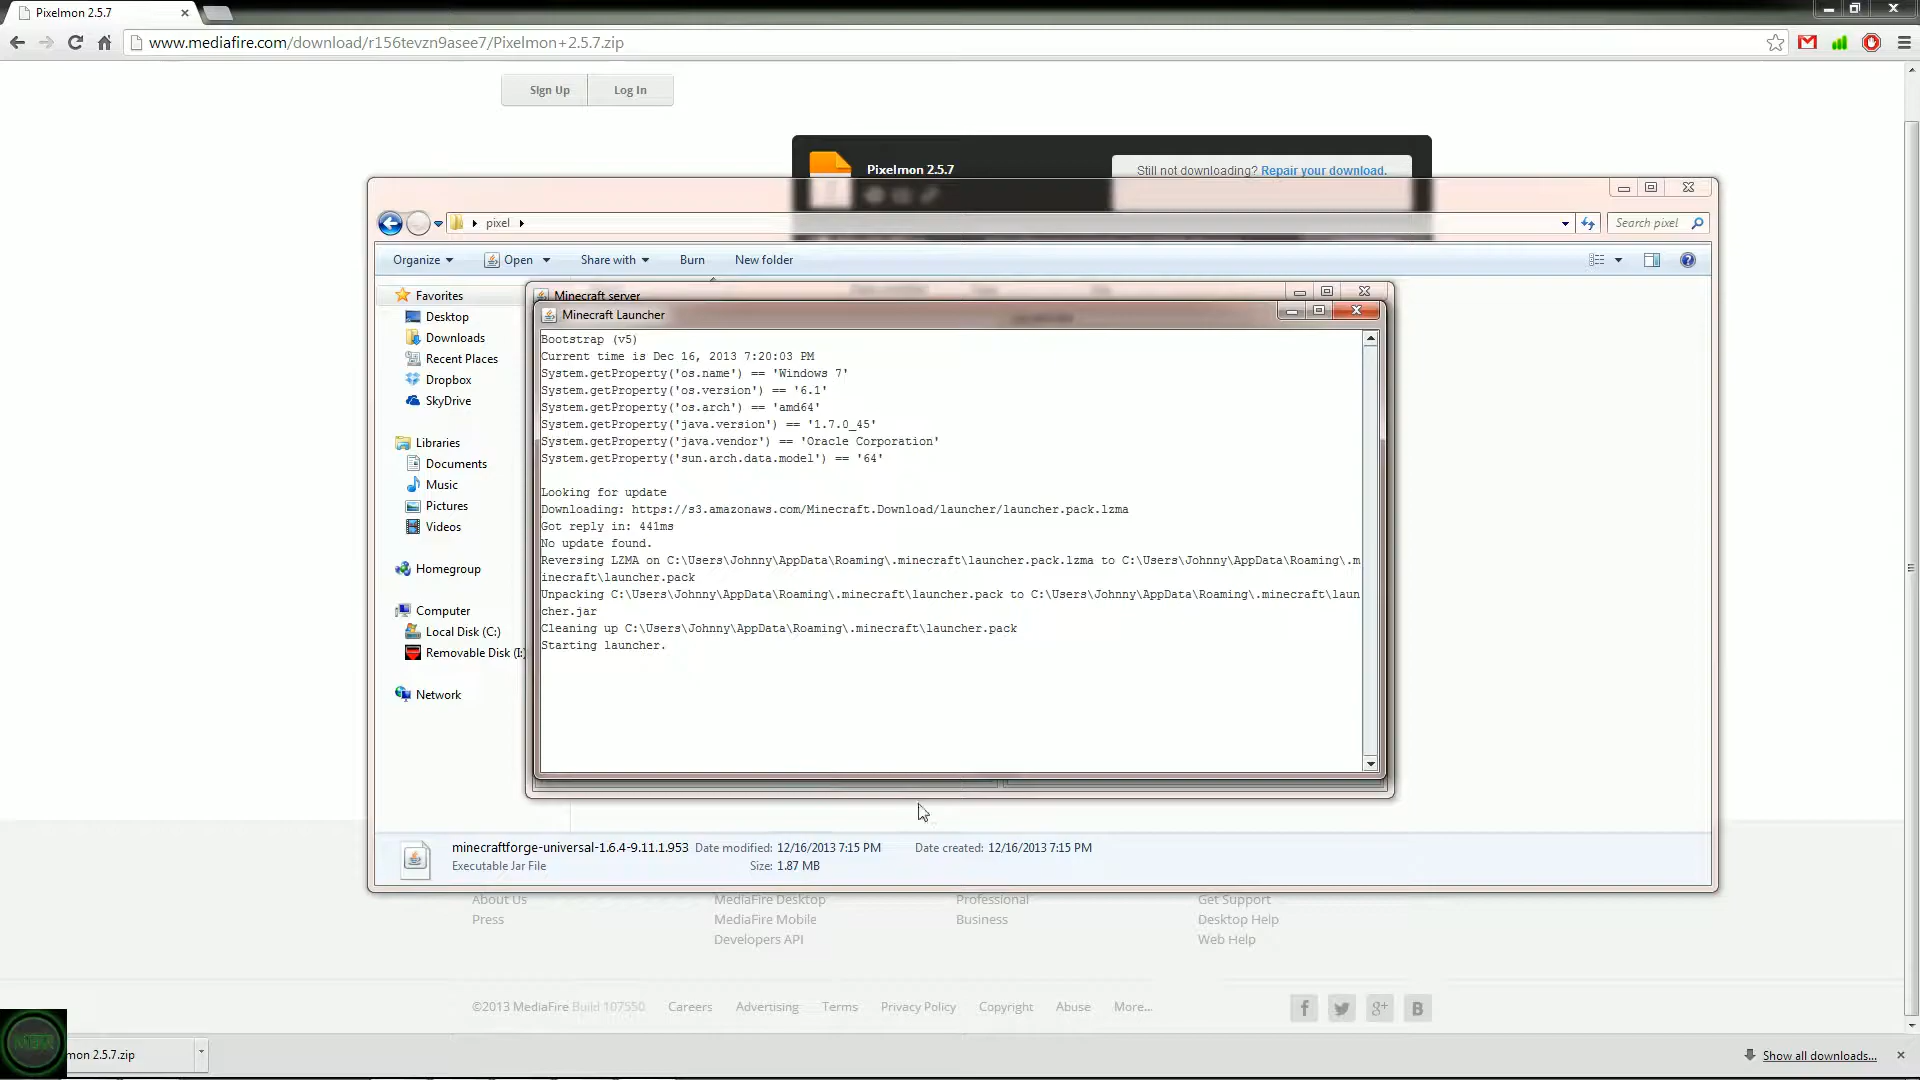 Pixelmon 2.5.7
www.mediafire.com/download/r156tevzn9asee7/Pixelmon+2.5.7.zip
Sign Up
Log In
Pixelmon 2.5.7
Still not downloading? Repair your download.
pixel
Search pixel
Organize
Open
Share with
Burn
New folder
Favorites
Desktop
Downloads
Recent Places
Dropbox
SkyDrive
Libraries
Documents
Music
Pictures
Videos
Homegroup
Computer
Local Disk (C:)
Removable Disk (I:)
Network
Minecraft server
Minecraft Launcher
Bootstrap (v5)
Current time is Dec 16, 2013 7:20:03 PM
System.getProperty('os.name') == 'Windows 7'
System.getProperty('os.version') == '6.1'
System.getProperty('os.arch') == 'amd64'
System.getProperty('java.version') == '1.7.0_45'
System.getProperty('java.vendor') == 'Oracle Corporation'
System.getProperty('sun.arch.data.model') == '64'
Looking for update
Downloading: https://s3.amazonaws.com/Minecraft.Download/launcher/launcher.pack.lzma
Got reply in: 441ms
No update found.
Reversing LZMA on C:\Users\Johnny\AppData\Roaming\.minecraft\launcher.pack.lzma to C:\Users\Johnny\AppData\Roaming\.m
inecraft\launcher.pack
Unpacking C:\Users\Johnny\AppData\Roaming\.minecraft\launcher.pack to C:\Users\Johnny\AppData\Roaming\.minecraft\laun
cher.jar
Cleaning up C:\Users\Johnny\AppData\Roaming\.minecraft\launcher.pack
Starting launcher.
minecraftforge-universal-1.6.4-9.11.1.953 Date modified: 12/16/2013 7:15 PM Date created: 12/16/2013 7:15 PM
Executable Jar File Size: 1.87 MB
About Us
Press
MediaFire Desktop
MediaFire Mobile
Developers API
Professional
Business
Get Support
Desktop Help
Web Help
©2013 MediaFire Build 107550
Careers
Advertising
Terms
Privacy Policy
Copyright
Abuse
More...
mon 2.5.7.zip
Show all downloads...